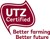 UTZ
Certified
Better farming
Better future